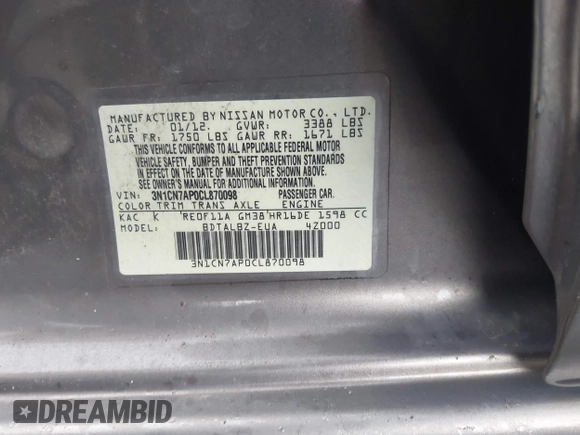 MANUFACTURED BY NISSAN MOTOR CO., LTD.
DATE: 01/12. GVWR: 3388 LBS
GAWR FR: 1750 LBS GAWR RR: 1671 LBS
THIS VEHICLE CONFORMS TO ALL APPLICABLE FEDERAL MOTOR
VEHICLE SAFETY, BUMPER AND THEFT PREVENTION STANDARDS
IN EFFECT ON THE DATE OF MANUFACTURE SHOWN ABOVE.
SEE OWNER'S MANUAL FOR ADDITIONAL INFORMATION.
VIN: 3N1CN7AP0CL870098 PASSENGER CAR.
COLOR TRIM TRANS AXLE ENGINE
KAC K RE0F11A GM38 HR16DE 1598 CC
MODEL: BDTALBZ-EUA 4Z000
3N1CN7AP0CL870098
DREAMBID